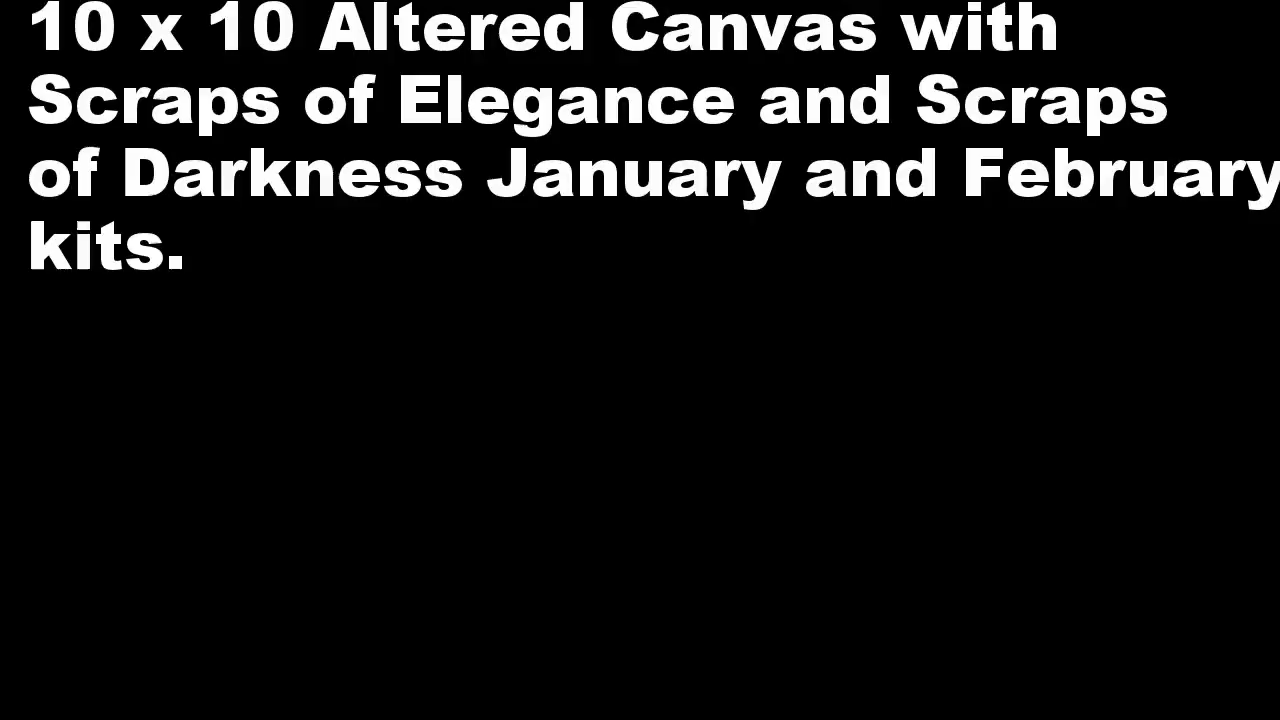 10 x 10 Altered Canvas with
Scraps of Elegance and Scraps
of Darkness January and February
kits.